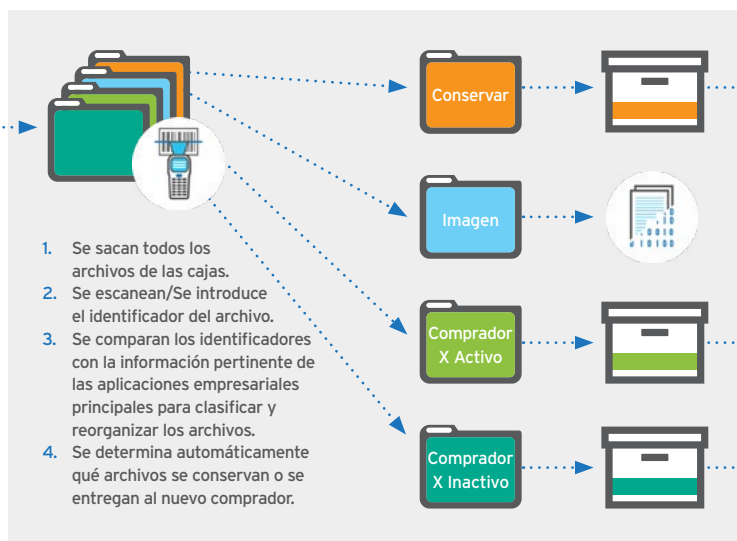 Conservar
Imagen
Comprador
X Activo
Comprador
X Inactivo
1. Se sacan todos los
archivos de las cajas.
2. Se escanean/Se introduce
el identificador del archivo.
3. Se comparan los identificadores
con la información pertinente de
las aplicaciones empresariales
principales para clasificar y
reorganizar los archivos.
4. Se determina automáticamente
qué archivos se conservan o se
entregan al nuevo comprador.